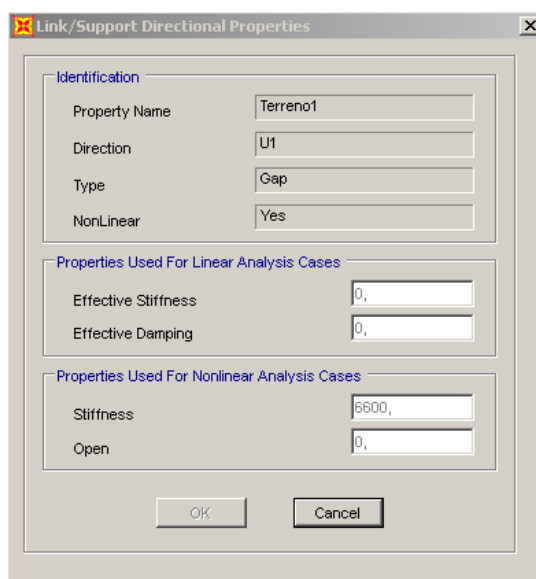 Link/Support Directional Properties
Identification
Property Name Terreno1
Direction U1
Type Gap
NonLinear Yes
Properties Used For Linear Analysis Cases
Effective Stiffness 0,
Effective Damping 0,
Properties Used For Nonlinear Analysis Cases
Stiffness 6600,
Open 0,
OK Cancel